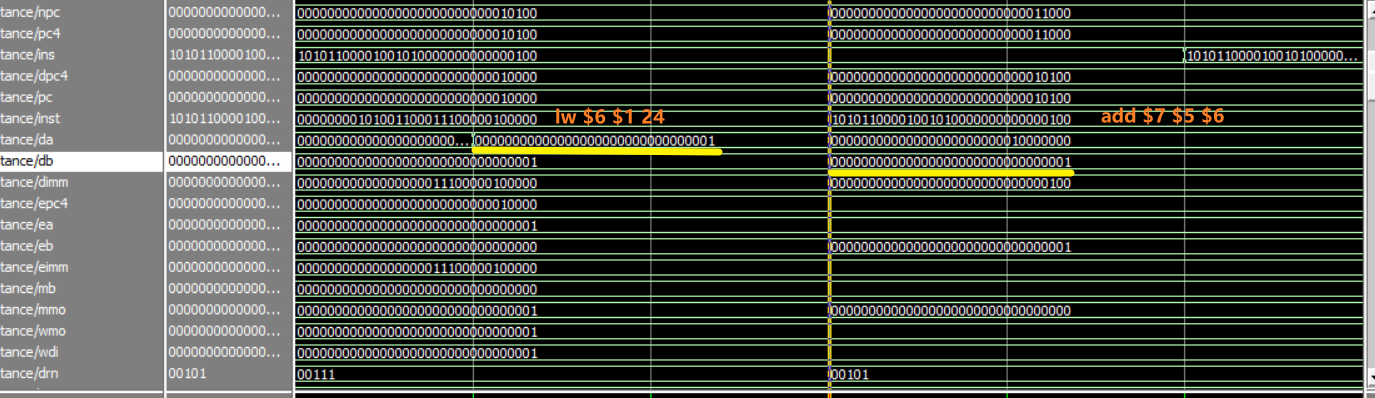 tance/npc 0000000000000... 00000000000000000000000000010100 00000000000000000000000000011000
tance/pc4 0000000000000... 00000000000000000000000000010100 00000000000000000000000000011000
tance/ins 1010110000100... 10101100001001010000000000000100 101011000010010100000...
tance/dpc4 0000000000000... 00000000000000000000000000010000 00000000000000000000000000010100
tance/pc 0000000000000... 00000000000000000000000000010000 00000000000000000000000000010100
tance/inst 1010110000100... 00000000101001100011100000100000 lw $6 $1 24 10101100001001010000000000000100 add $7 $5 $6
tance/da 0000000000000... 000000000000000000000... 00000000000000000000000000000001 00000000000000000000000010000000
tance/db 0000000000000... 00000000000000000000000000000001 00000000000000000000000000000001
tance/dimm 0000000000000... 00000000000000000011100000100000 00000000000000000000000000000100
tance/epc4 0000000000000... 00000000000000000000000000010000
tance/ea 0000000000000... 00000000000000000000000000000001
tance/eb 0000000000000... 00000000000000000000000000000000 00000000000000000000000000000001
tance/eimm 0000000000000... 00000000000000000011100000100000
tance/mb 0000000000000... 00000000000000000000000000000000
tance/mmo 0000000000000... 00000000000000000000000000000001 00000000000000000000000000000000
tance/wmo 0000000000000... 00000000000000000000000000000001
tance/wdi 0000000000000... 00000000000000000000000000000001
tance/drn 00101 00111 00101